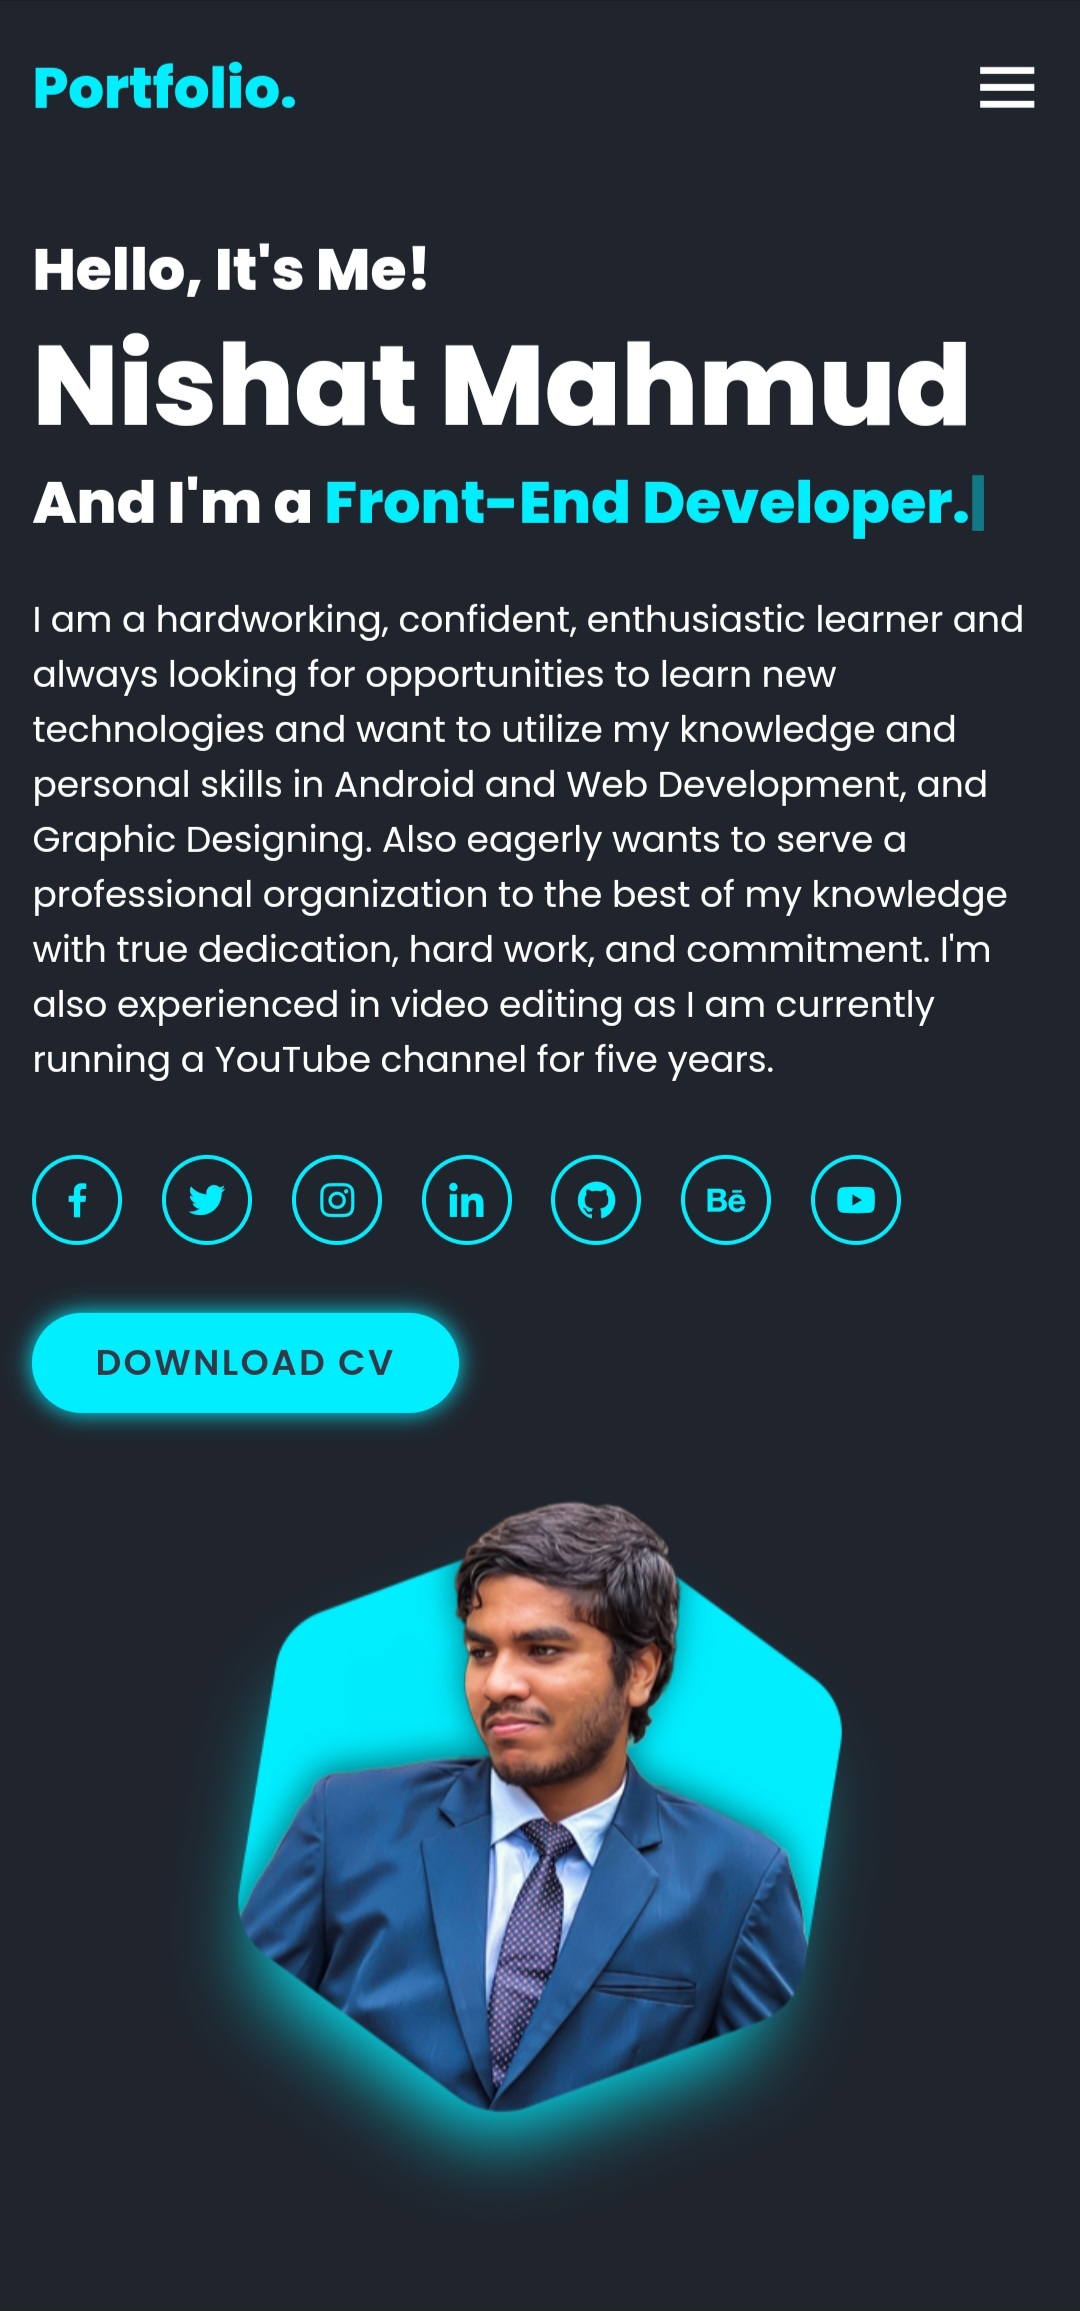 Portfolio.
Hello, It's Me!
Nishat Mahmud
And I'm a Front-End Developer.
I am a hardworking, confident, enthusiastic learner and
always looking for opportunities to learn new
technologies and want to utilize my knowledge and
personal skills in Android and Web Development, and
Graphic Designing. Also eagerly wants to serve a
professional organization to the best of my knowledge
with true dedication, hard work, and commitment. I'm
also experienced in video editing as I am currently
running a YouTube channel for five years.
DOWNLOAD CV